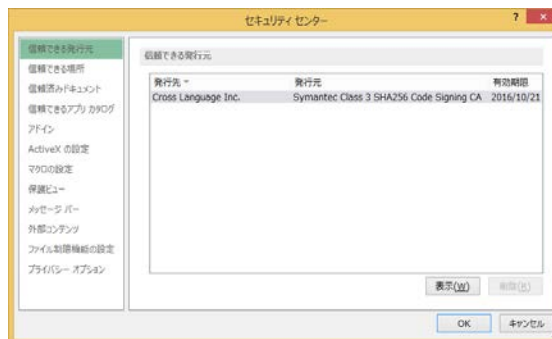 セキュリティ センター
? ×
信頼できる発行元
信頼できる場所
信頼済みドキュメント
信頼できるアプリ カタログ
アドイン
ActiveX の設定
マクロの設定
保護ビュー
メッセージ バー
外部コンテンツ
ファイル制限機能の設定
プライバシー オプション
信頼できる発行元
発行先 発行元 有効期限
Cross Language Inc. Symantec Class 3 SHA256 Code Signing CA 2016/10/21
表示(W) 削除(R)
OK キャンセル